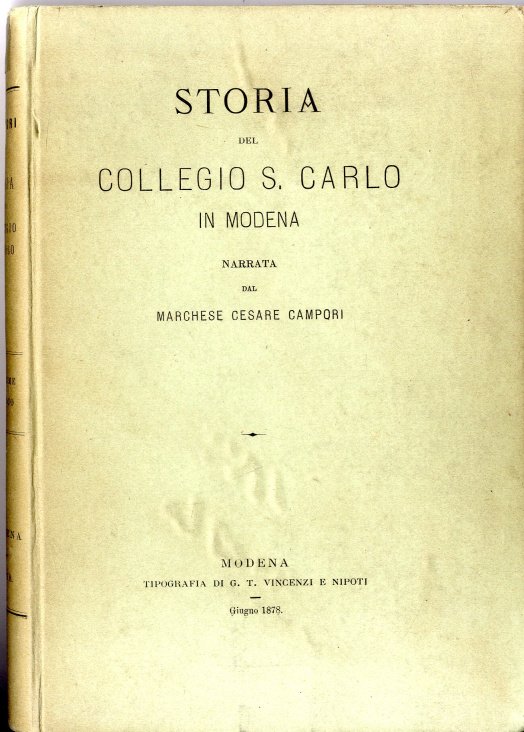 STORIA
DEL
COLLEGIO S. CARLO
IN MODENA
NARRATA
DAL
MARCHESE CESARE CAMPORI
MODENA
TIPOGRAFIA DI G. T. VINCENZI E NIPOTI
Giugno 1878.